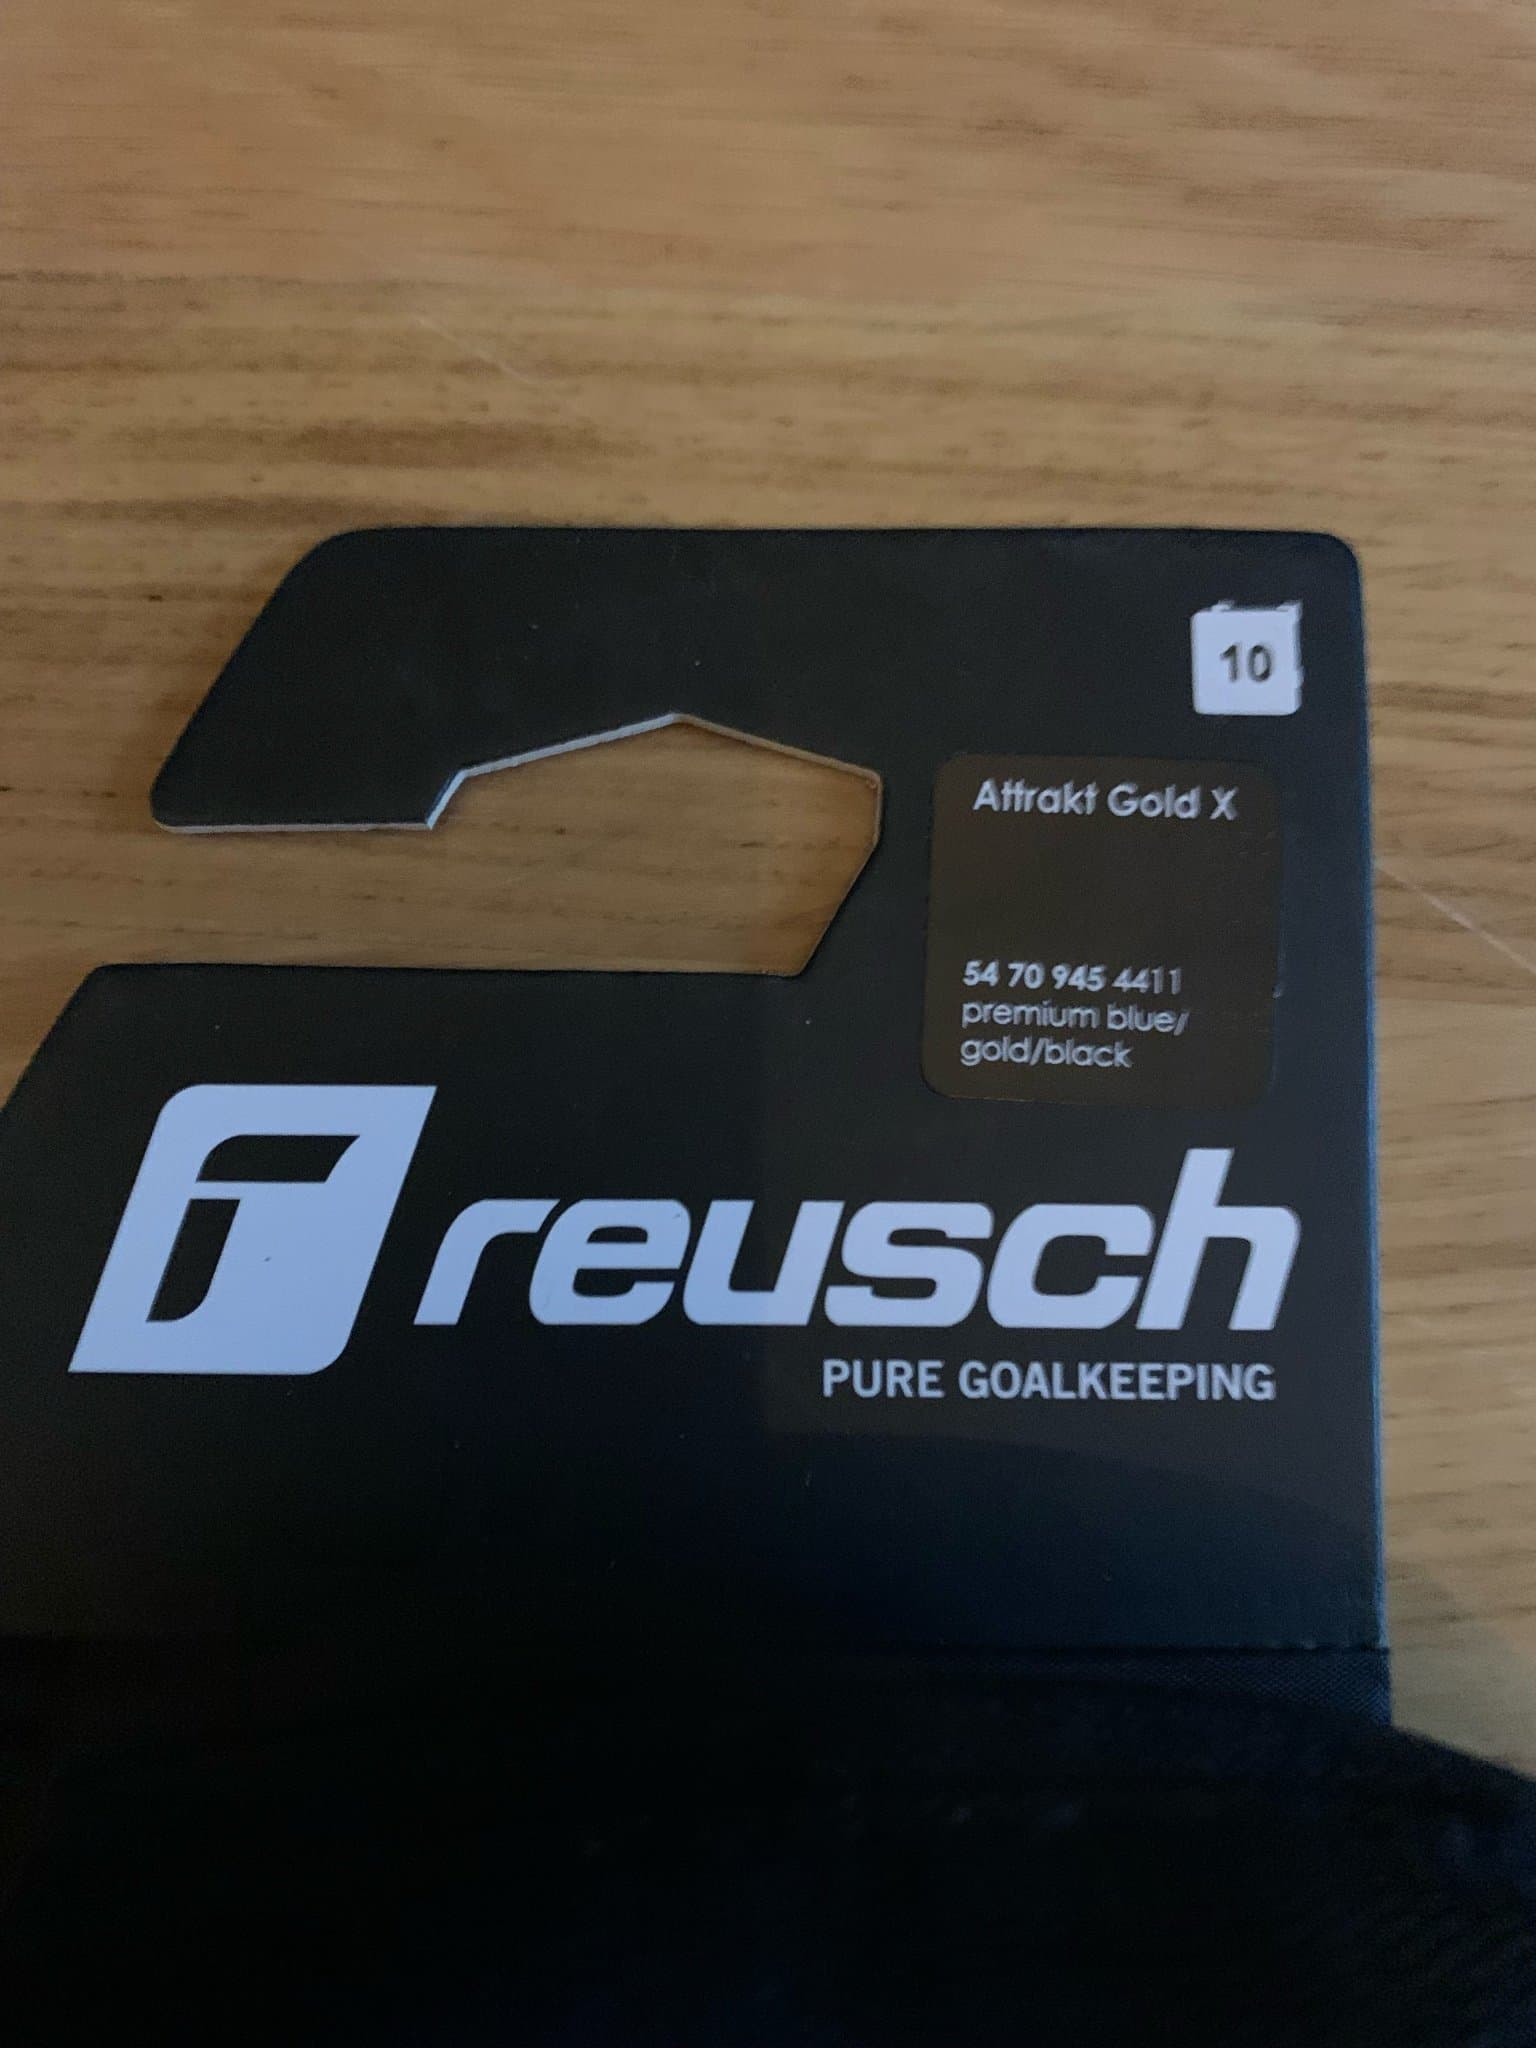 10
Attrakt Gold X
54 70 945 4411
premium blue/
gold/black
reusch
PURE GOALKEEPING